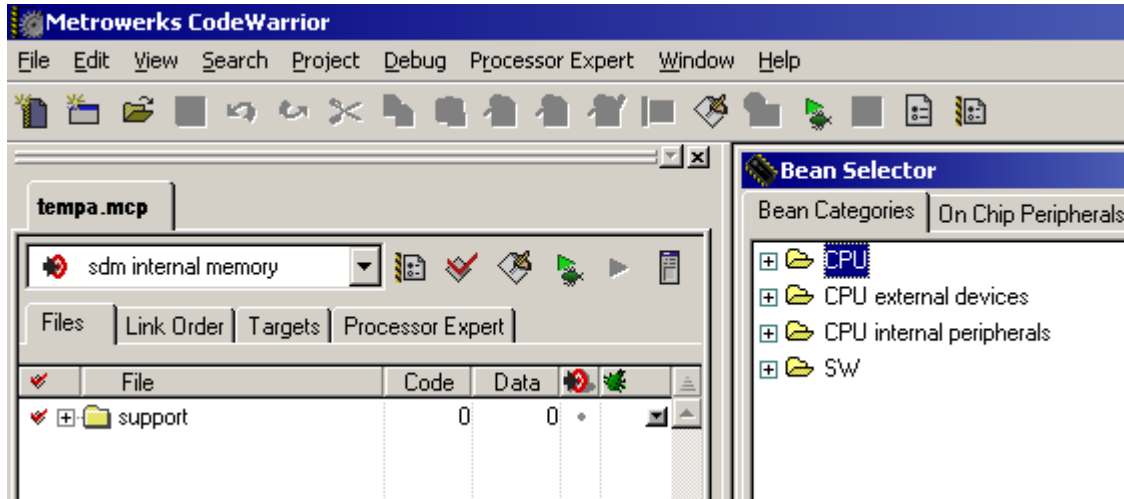 Metrowerks CodeWarrior
File Edit View Search Project Debug Processor Expert Window Help
tempa.mcp
sdm internal memory
Files Link Order Targets Processor Expert
File Code Data
support 0 0
Bean Selector
Bean Categories On Chip Peripherals
CPU
CPU external devices
CPU internal peripherals
SW